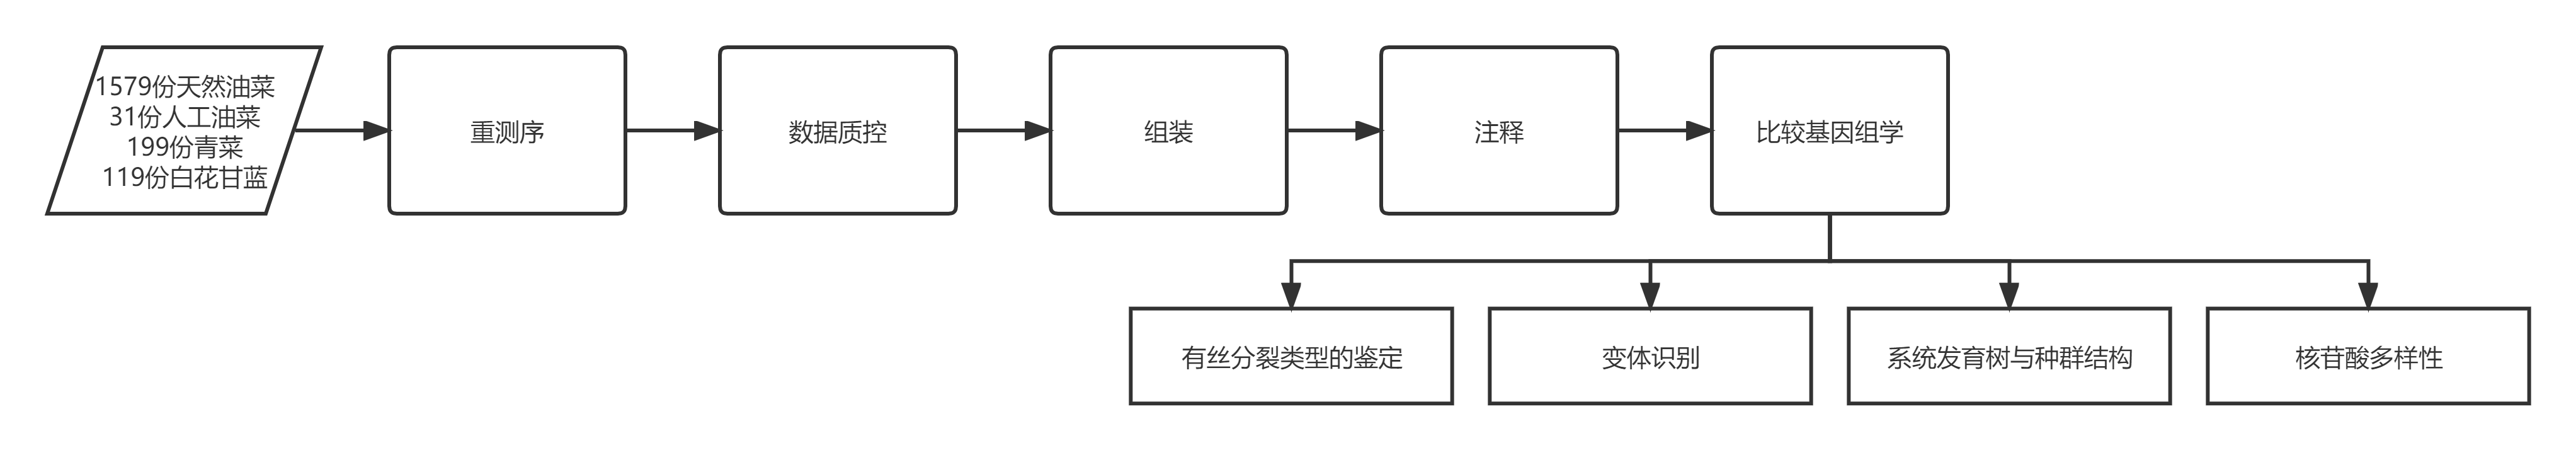 1579份天然油菜
31份人工油菜
199份青菜
119份白花甘蓝
重测序
数据质控
组装
注释
比较基因组学
有丝分裂类型的鉴定
变体识别
系统发育树与种群结构
核苷酸多样性